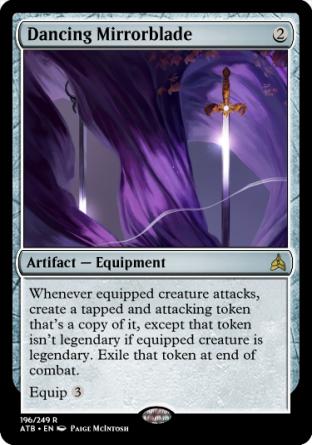 Dancing Mirrorblade 2
Artifact — Equipment
Whenever equipped creature attacks,
create a tapped and attacking token
that's a copy of it, except that token
isn't legendary if equipped creature is
legendary. Exile that token at end of
combat.
Equip 3
196/249 R
ATB • EN Paige McIntosh